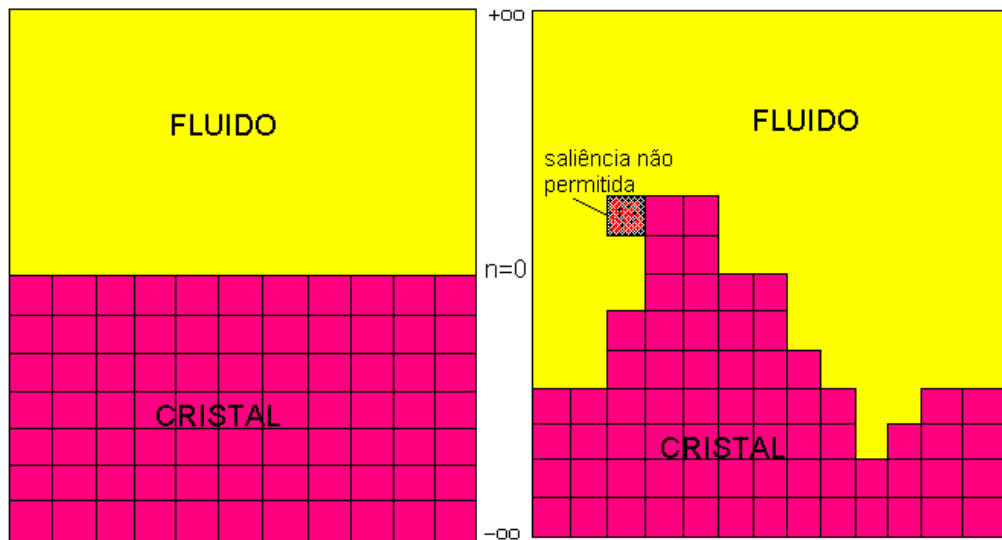 FLUIDO
CRISTAL
+oo
n=0
-oo
FLUIDO
saliência não
permitida
CRISTAL